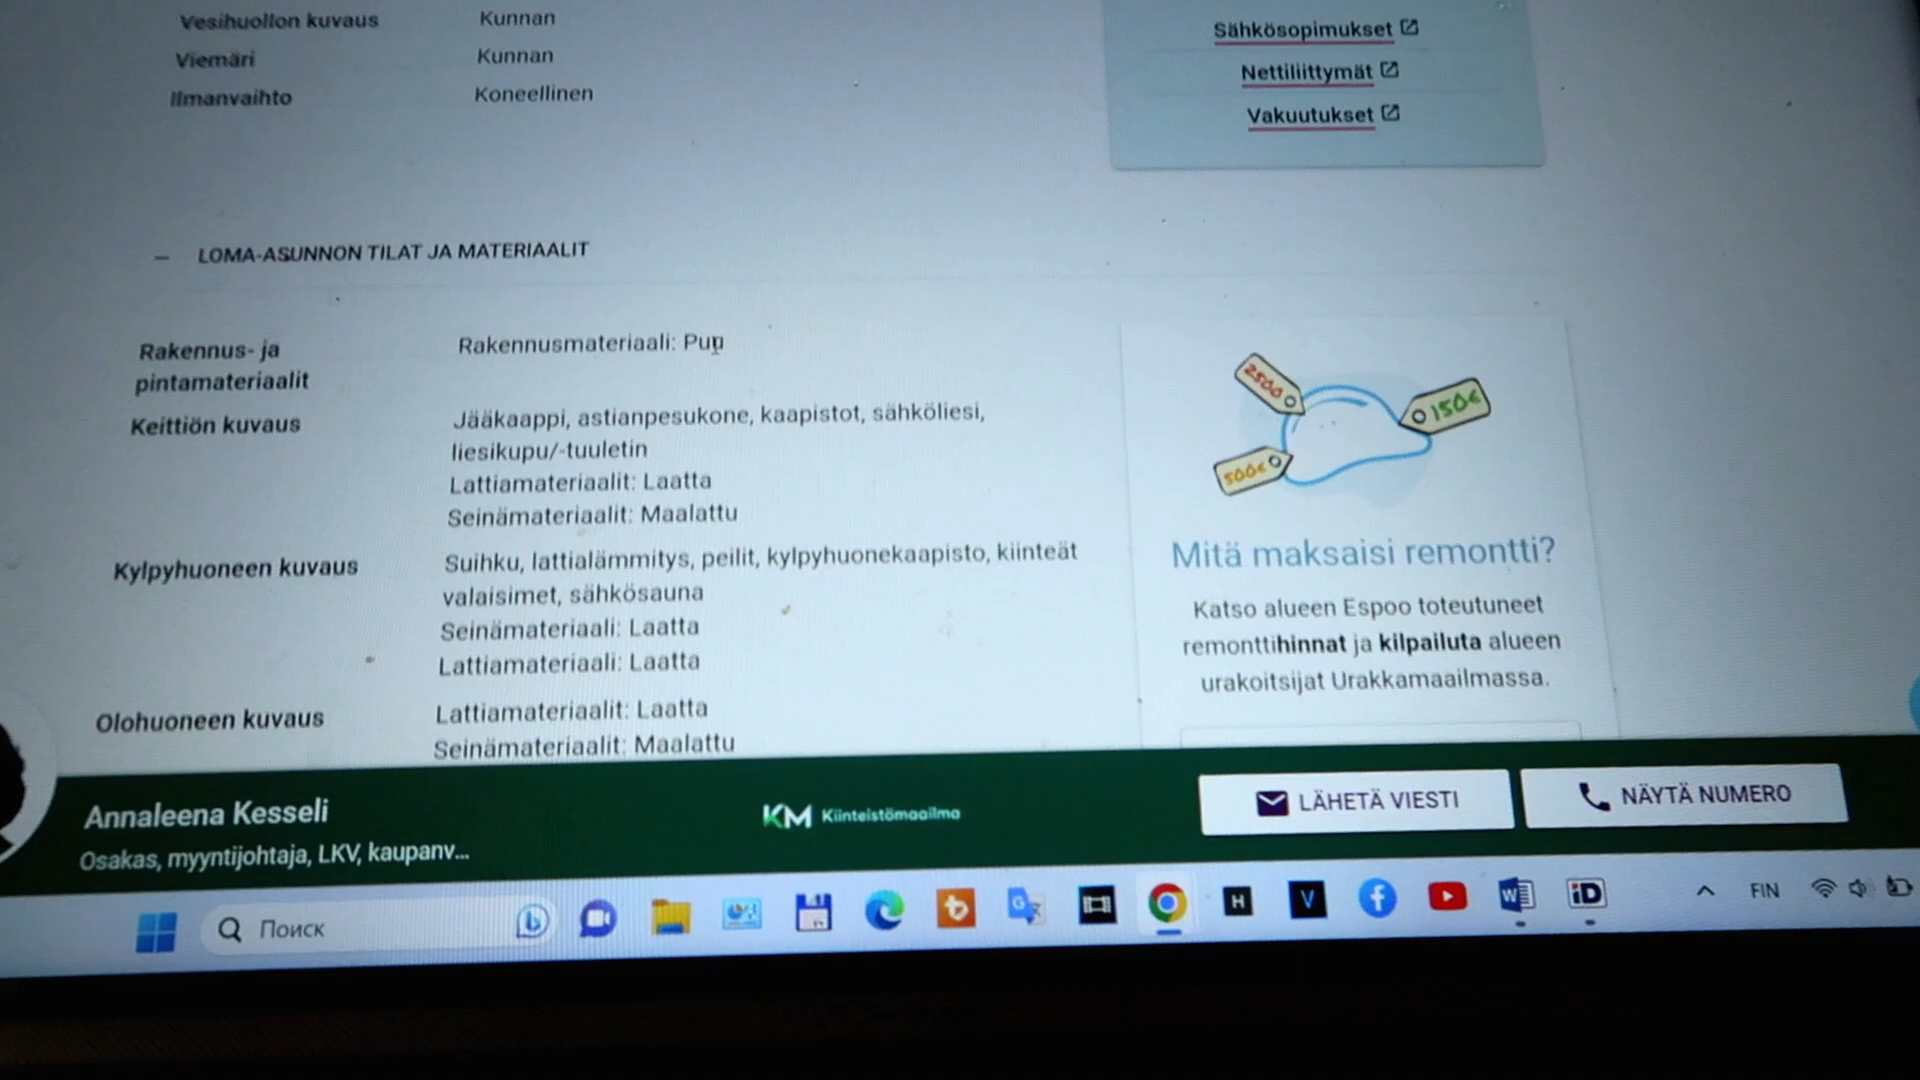 Vesihuollon kuvaus Kunnan
Viemäri Kunnan
Ilmanvaihto Koneellinen
Sähkösopimukset
Nettiliittymät
Vakuutukset
– LOMA-ASUNNON TILAT JA MATERIAALIT
Rakennus- ja
pintamateriaalit
Rakennusmateriaali:
Keittiön kuvaus
Jääkaappi, astianpesukone, kaapistot, sähköliesi,
liesikupu/-tuuletin
Lattiamateriaalit: Laatta
Seinämateriaalit: Maalattu
Kylpyhuoneen kuvaus
Suihku, lattialämmitys, peilit, kylpyhuonekaapisto, kiinteät
valaisimet, sähkösauna
Seinämateriaali: Laatta
Lattiamateriaali: Laatta
Olohuoneen kuvaus
Lattiamateriaalit: Laatta
Seinämateriaalit: Maalattu
2500
150€
500€
Mitä maksaisi remontti?
Katso alueen Espoo toteutuneet
remonttihinnat ja kilpailuta alueen
urakoitsijat Urakkamaailmassa.
Annaleena Kesseli
Osakas, myyntijohtaja, LKV, kaupanv...
KM Kiinteistömaailma
LÄHETÄ VIESTI
NÄYTÄ NUMERO
Поиск
FIN